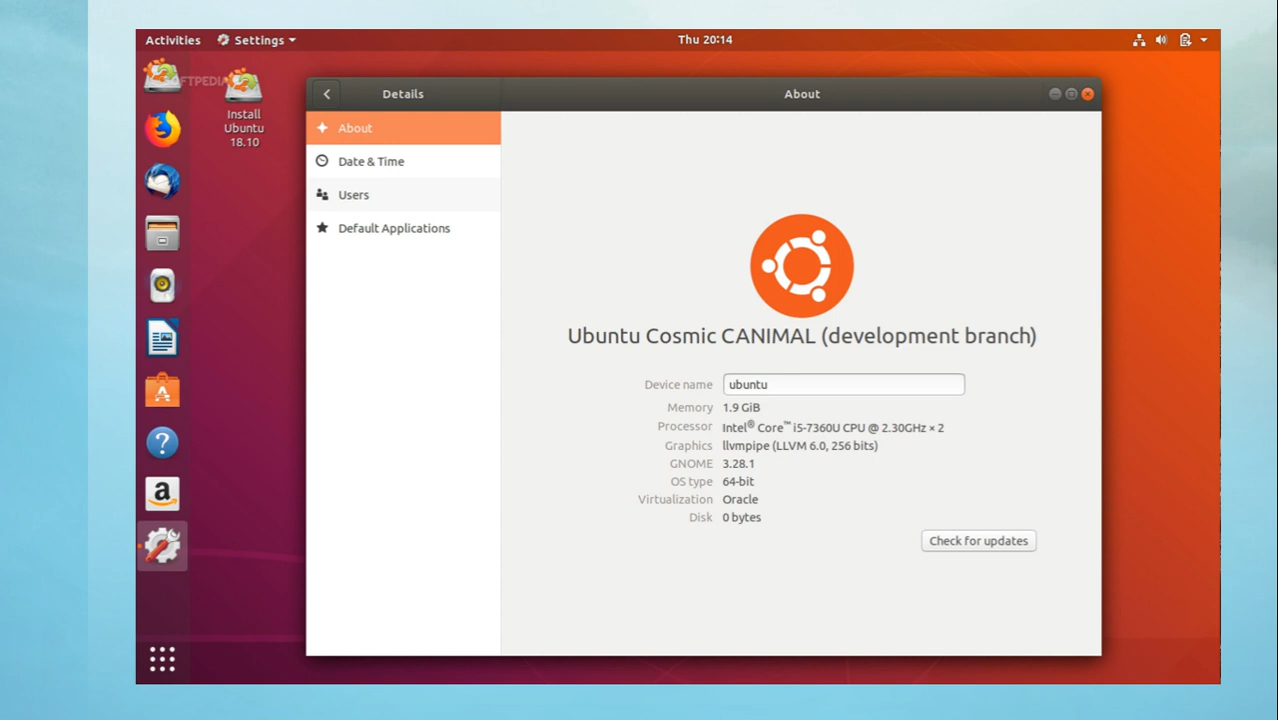 Activities Settings Thu 20:14
SOFTPEDIA
Install
Ubuntu
18.10
Details About
About
Date & Time
Users
Default Applications
Ubuntu Cosmic CANIMAL (development branch)
Device name ubuntu
Memory 1.9 GiB
Processor Intel® Core™ i5-7360U CPU @ 2.30GHz × 2
Graphics llvmpipe (LLVM 6.0, 256 bits)
GNOME 3.28.1
OS type 64-bit
Virtualization Oracle
Disk 0 bytes
Check for updates